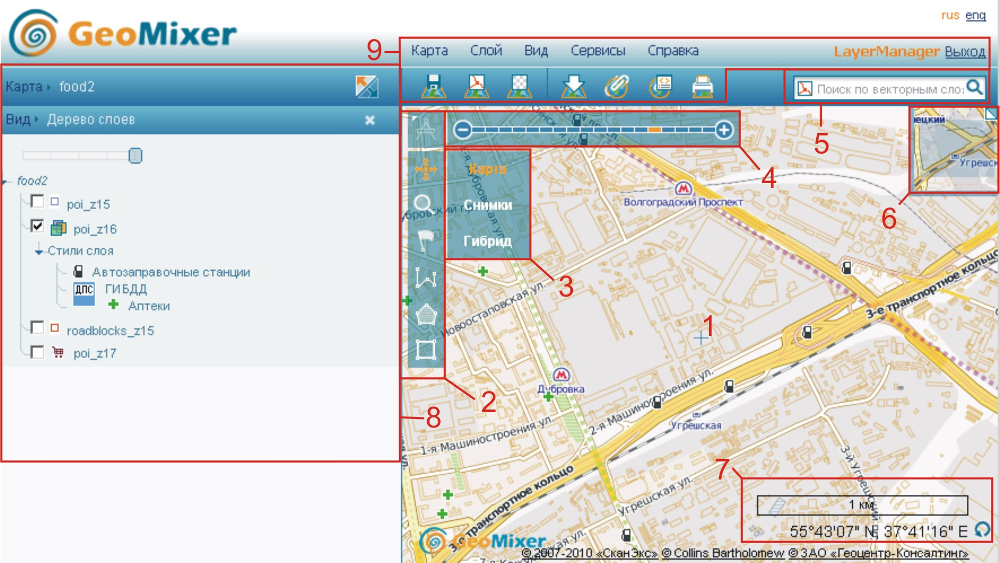 GeoMixer
rus eng
9
Карта Слой Вид Сервисы Справка
LayerManager Выход
Карта food2
Поиск по векторным сло
Вид Дерево слоев
5
4
6
food2
poi_z15
poi_z16
Стили слоя
Автозаправочные станции
ДПС ГИБДД
Аптеки
roadblocks_z15
poi_z17
Карта
Снимки
Гибрид
3
2
8
1
7
Угрешск
Волгоградский Проспект
Новоостаповская ул.
3-е транспортное кольцо
Дубровка
2-я Машиностроения ул.
Угрешская
1-я Машиностроения ул.
3-й Угрешский
3-е транспортное кольцо
Угрешская ул.
1 км
55°43'07" N, 37°41'16" E
GeoMixer
© 2007-2010 «СканЭкс» © Collins Bartholomew © ЗАО «Геоцентр-Консалтинг»